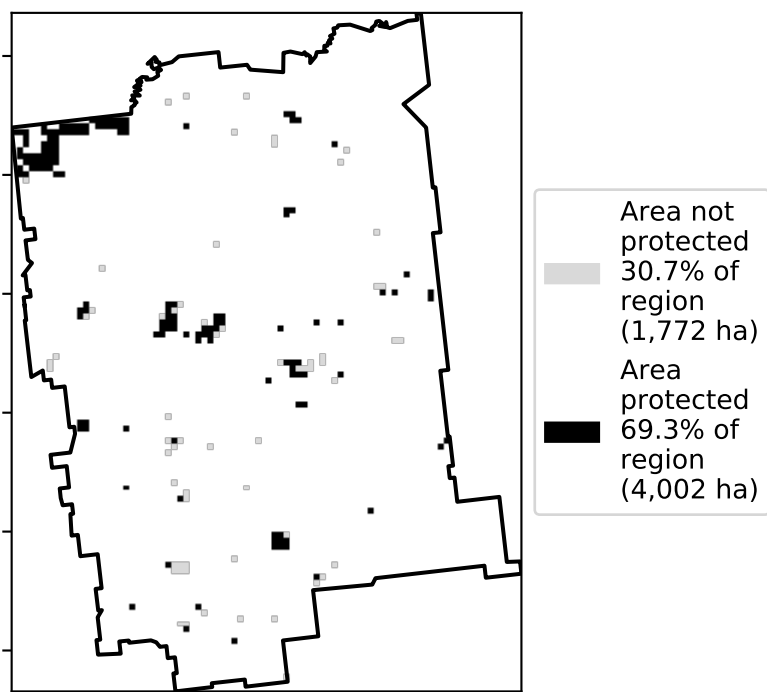 Area not
protected
30.7% of
region
(1,772 ha)
Area
protected
69.3% of
region
(4,002 ha)